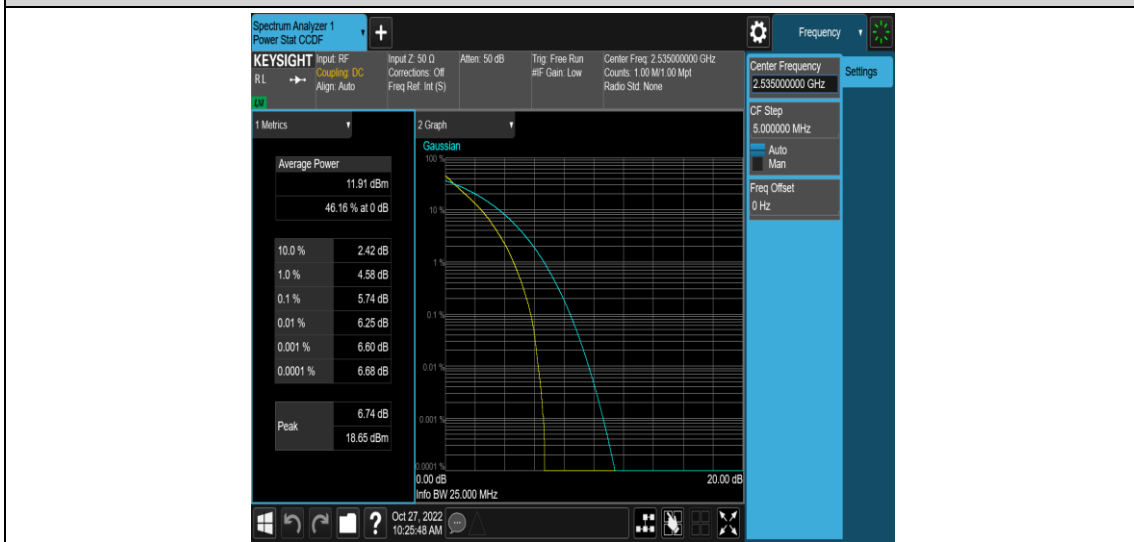 Spectrum Analyzer 1
Power Stat CCDF
+
Frequency
KEYSIGHT
RL
Input: RF
Coupling: DC
Align: Auto
Input Z: 50 Ω
Corrections: Off
Freq Ref: Int (S)
Atten: 50 dB
Trig: Free Run
#IF Gain: Low
Center Freq: 2.535000000 GHz
Counts: 1.00 M/1.00 Mpt
Radio Std: None
Center Frequency
2.535000000 GHz
Settings
CF Step
5.000000 MHz
Auto
Man
Freq Offset
0 Hz
1 Metrics
Average Power
11.91 dBm
46.16 % at 0 dB
10.0 % 2.42 dB
1.0 % 4.58 dB
0.1 % 5.74 dB
0.01 % 6.25 dB
0.001 % 6.60 dB
0.0001 % 6.68 dB
Peak
6.74 dB
18.65 dBm
2 Graph
Gaussian
100 %
10 %
1 %
0.1 %
0.01 %
0.001 %
0.0001 %
0.00 dB 20.00 dB
Info BW 25.000 MHz
?
Oct 27, 2022
10:25:48 AM